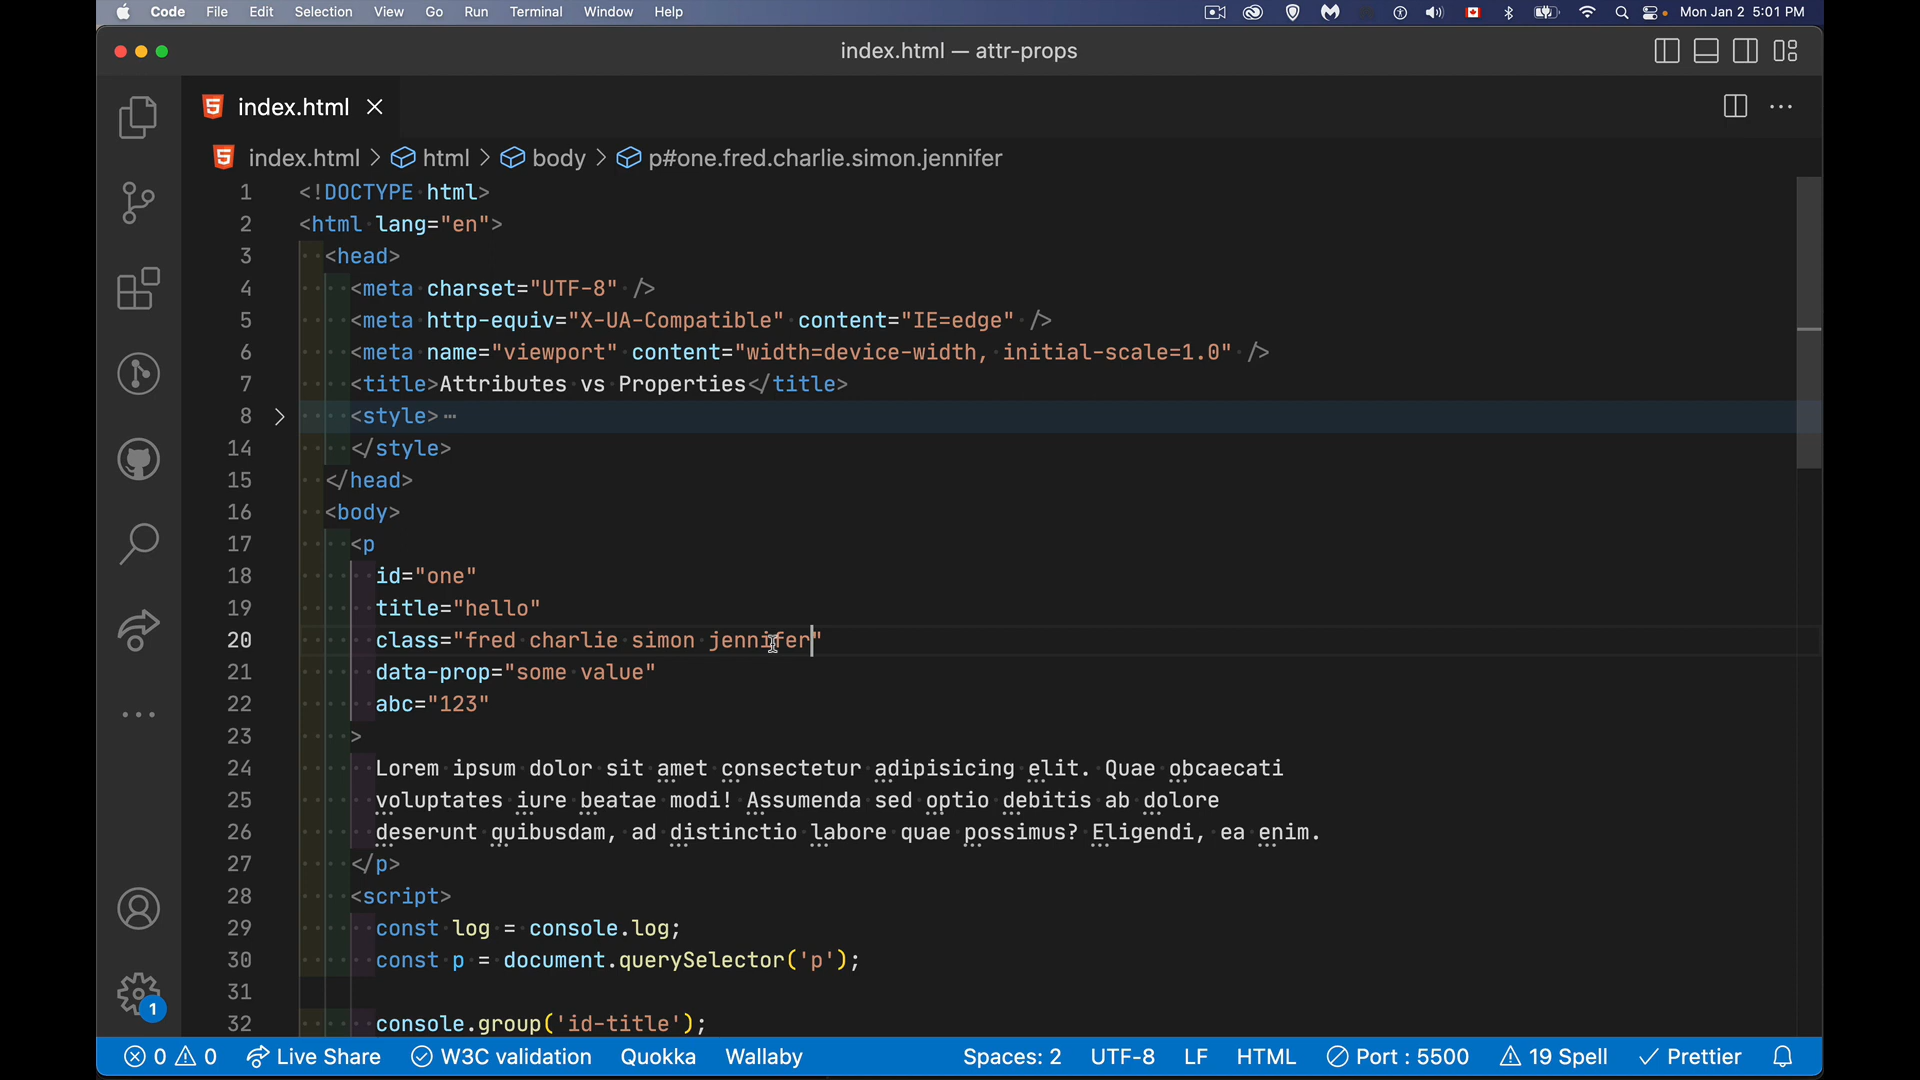 Code File Edit Selection View Go Run Terminal Window Help Mon Jan 2 5:01 PM
index.html — attr-props
index.html
index.html > html > body > p#one.fred.charlie.simon.jennifer
1 <!DOCTYPE html>
2 <html lang="en">
3 <head>
4 <meta charset="UTF-8" />
5 <meta http-equiv="X-UA-Compatible" content="IE=edge" />
6 <meta name="viewport" content="width=device-width, initial-scale=1.0" />
7 <title>Attributes vs Properties</title>
8 <style>…
14 </style>
15 </head>
16 <body>
17 <p
18 id="one"
19 title="hello"
20 class="fred charlie simon jennifer"
21 data-prop="some value"
22 abc="123"
23 >
24 Lorem ipsum dolor sit amet consectetur adipisicing elit. Quae obcaecati
25 voluptates iure beatae modi! Assumenda sed optio debitis ab dolore
26 deserunt quibusdam, ad distinctio labore quae possimus? Eligendi, ea enim.
27 </p>
28 <script>
29 const log = console.log;
30 const p = document.querySelector('p');
31
32 console.group('id-title');
1
0 0 Live Share W3C validation Quokka Wallaby Spaces: 2 UTF-8 LF HTML Port : 5500 19 Spell Prettier